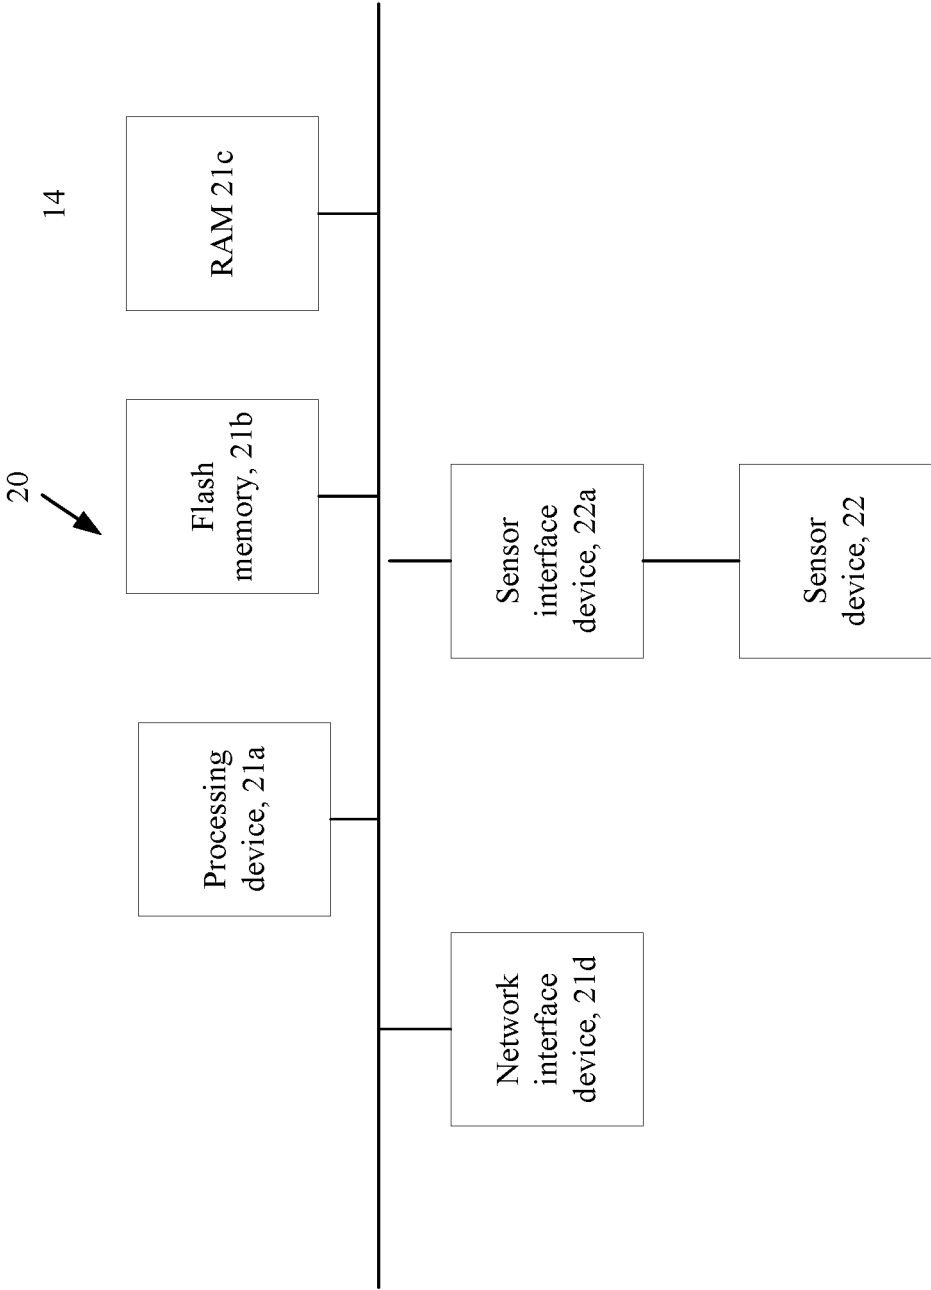 20
14
Processing
device, 21a
Flash
memory, 21b
RAM 21c
Network
interface
device, 21d
Sensor
interface
device, 22a
Sensor
device, 22